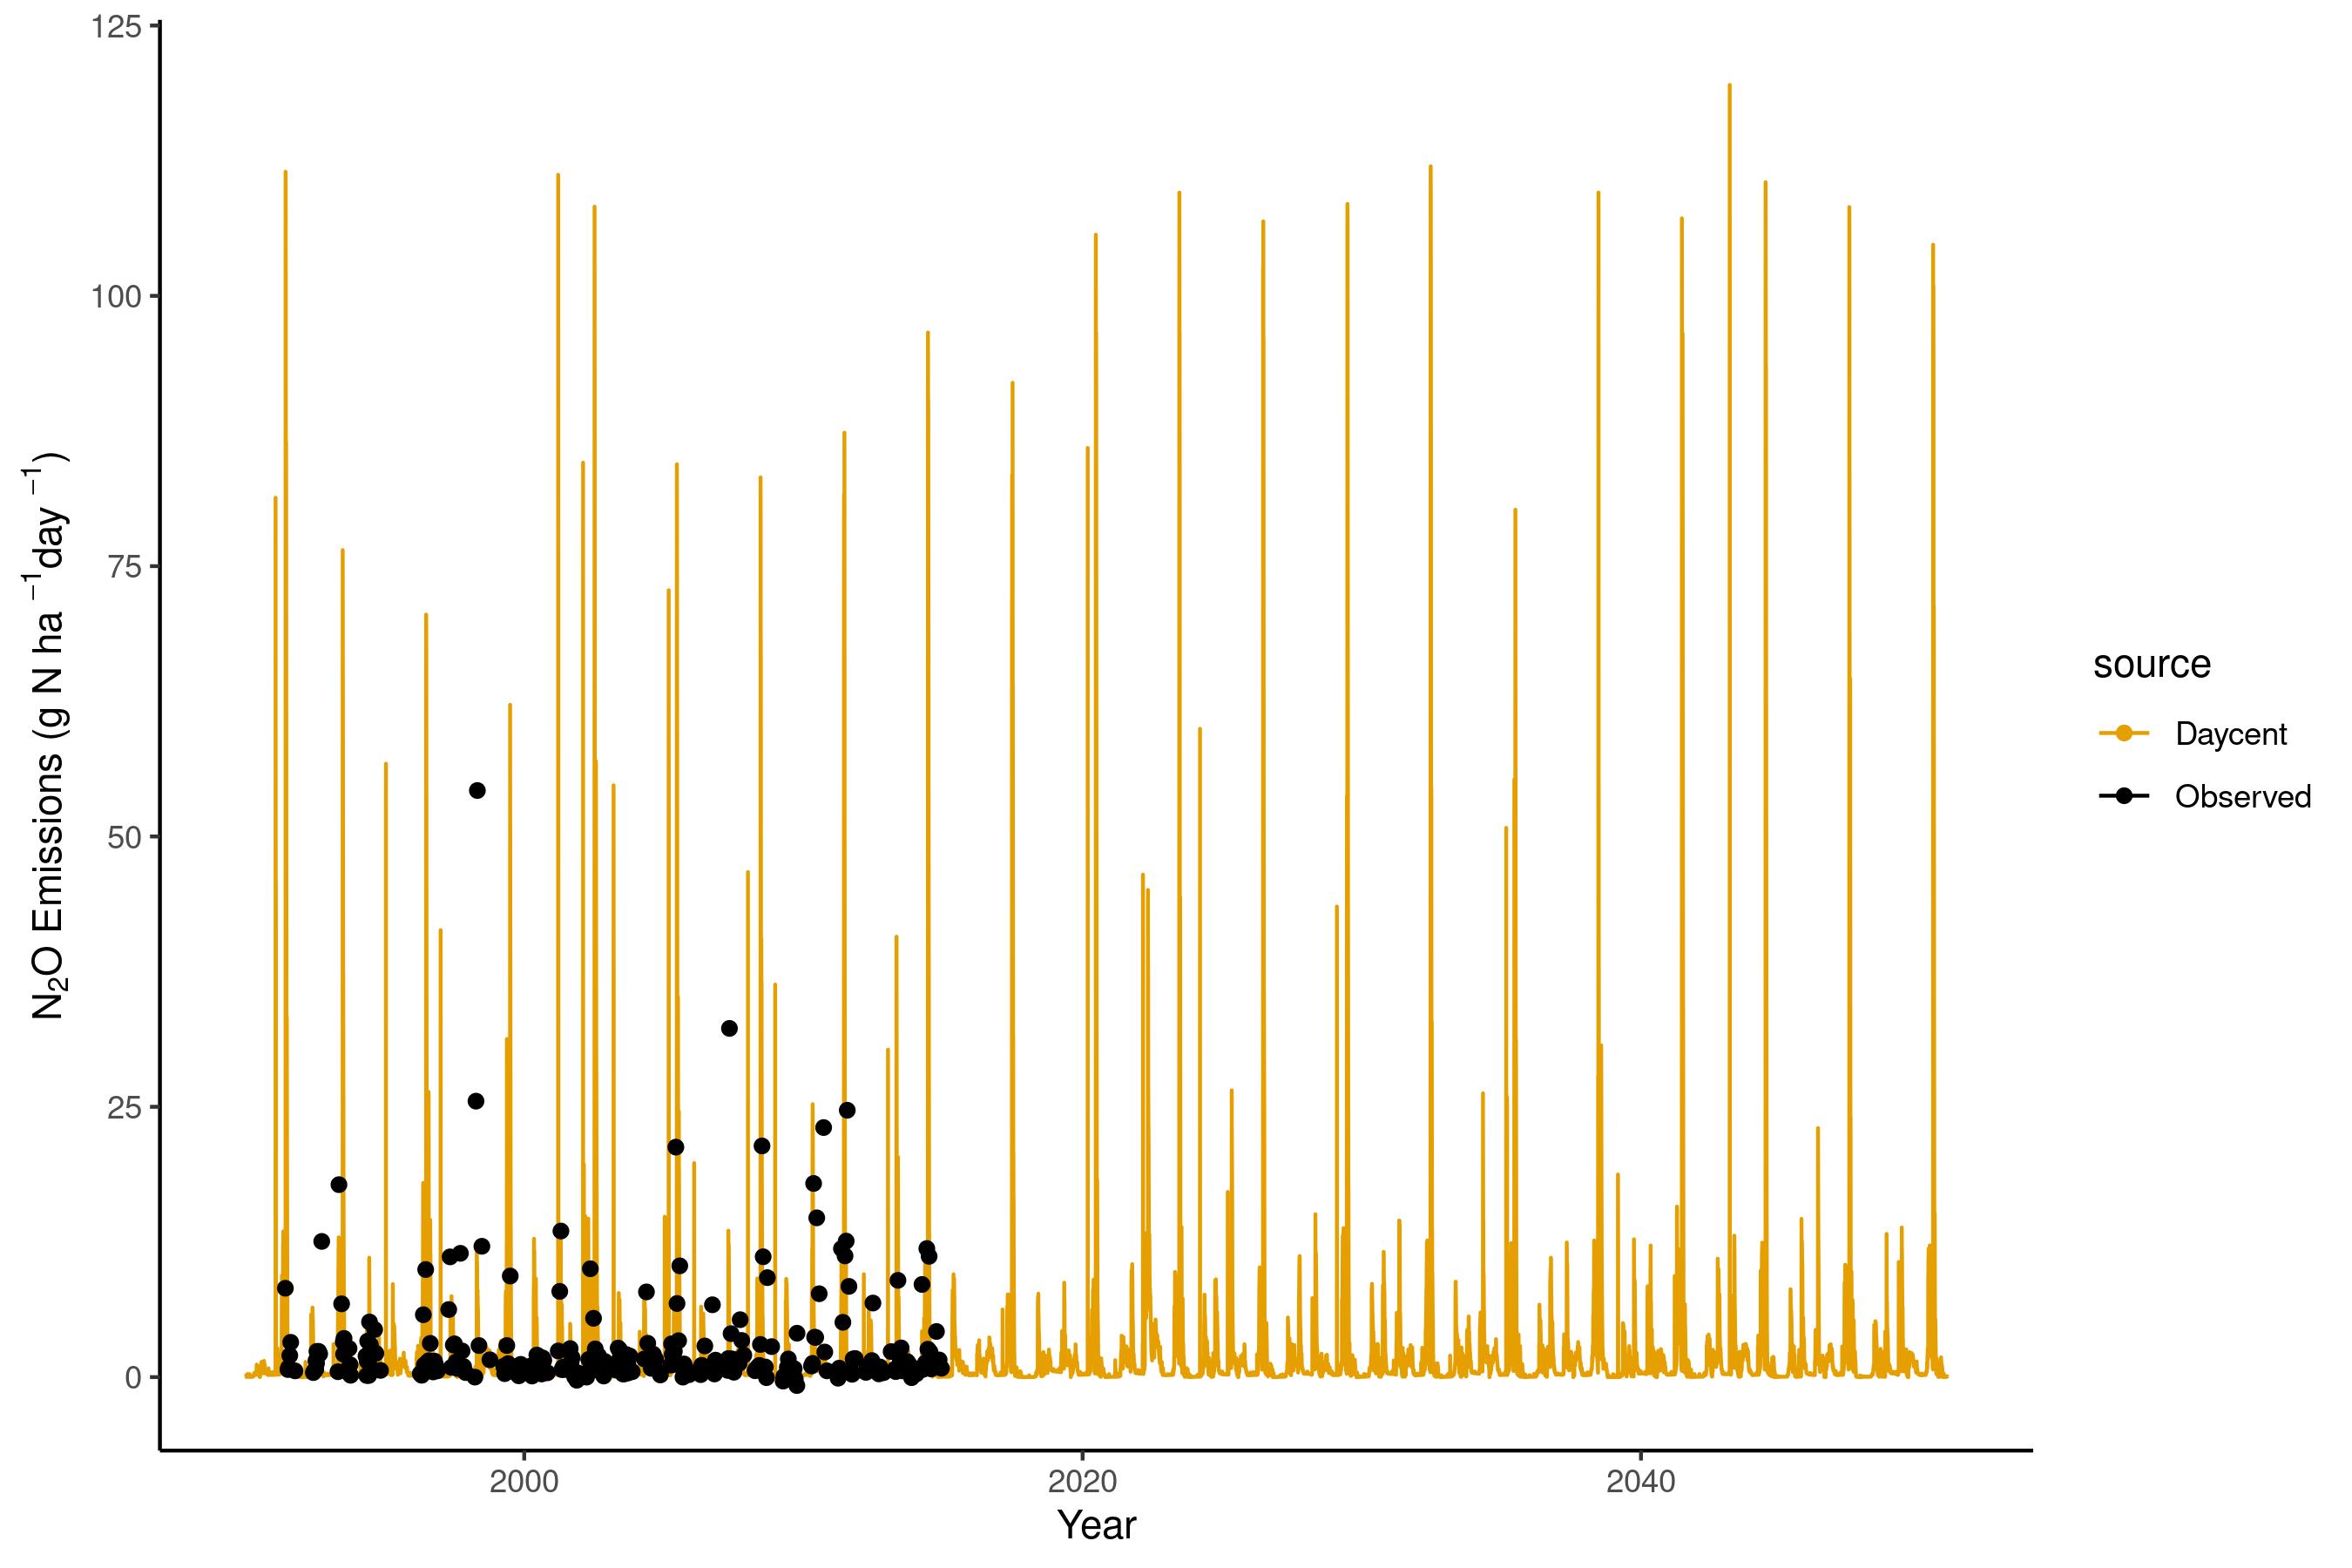 125
100
75
50
25
0
N₂O Emissions (g N ha ⁻¹day ⁻¹)
2000
2020
2040
Year
source
Daycent
Observed